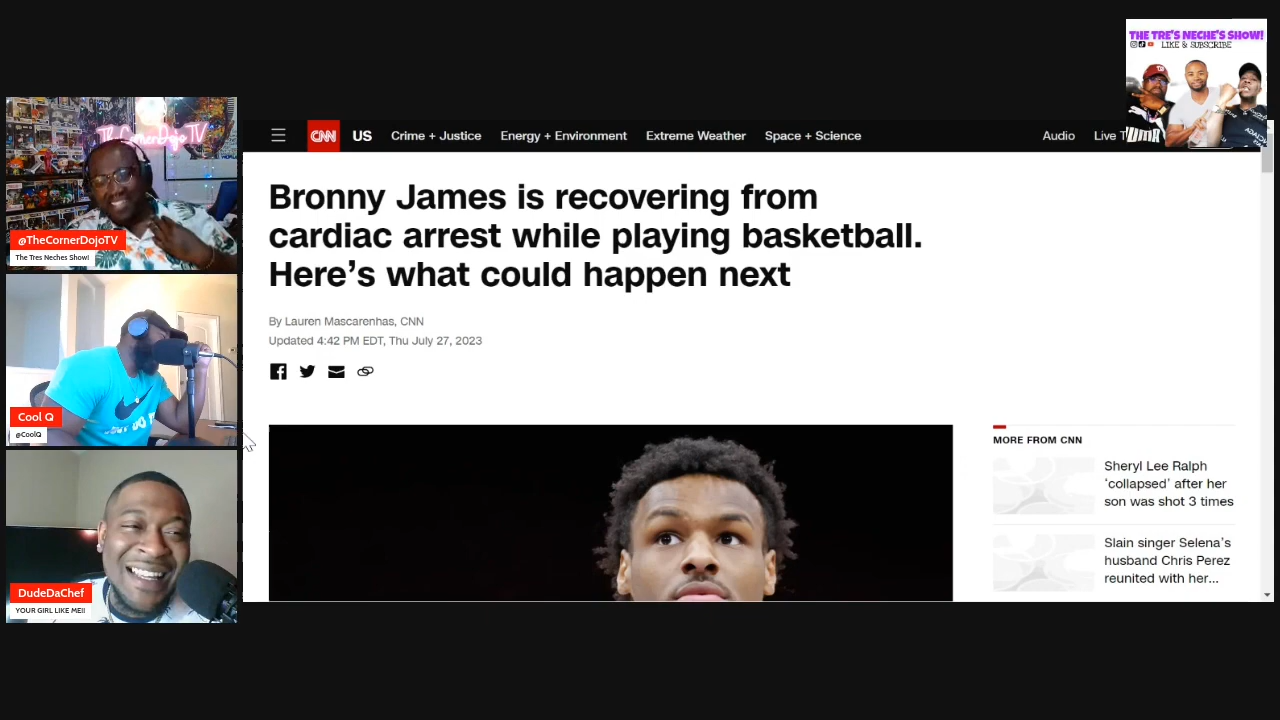 THE TRE'S NECHE'S SHOW!
LIKE & SUBSCRIBE
TheCornerDojo TV
@TheCornerDojoTV
The Tres Neches Show!
Cool Q
@CoolQ
DudeDaChef
YOUR GIRL LIKE ME!!
CNN US Crime + Justice Energy + Environment Extreme Weather Space + Science Audio Live T
Bronny James is recovering from
cardiac arrest while playing basketball.
Here's what could happen next
By Lauren Mascarenhas, CNN
Updated 4:42 PM EDT, Thu July 27, 2023
MORE FROM CNN
Sheryl Lee Ralph
'collapsed' after her
son was shot 3 times
Slain singer Selena's
husband Chris Perez
reunited with her...